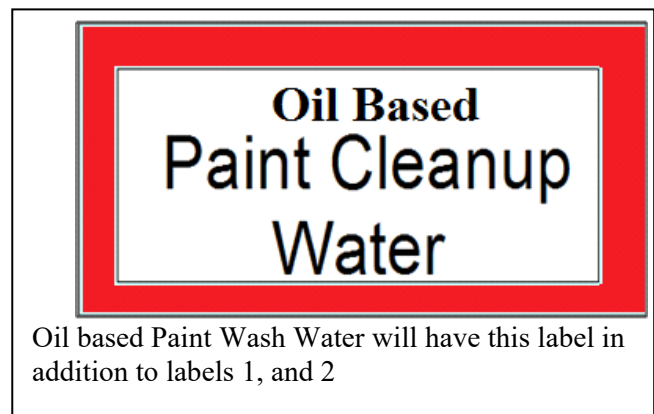 Oil Based
Paint Cleanup
Water
Oil based Paint Wash Water will have this label in
addition to labels 1, and 2